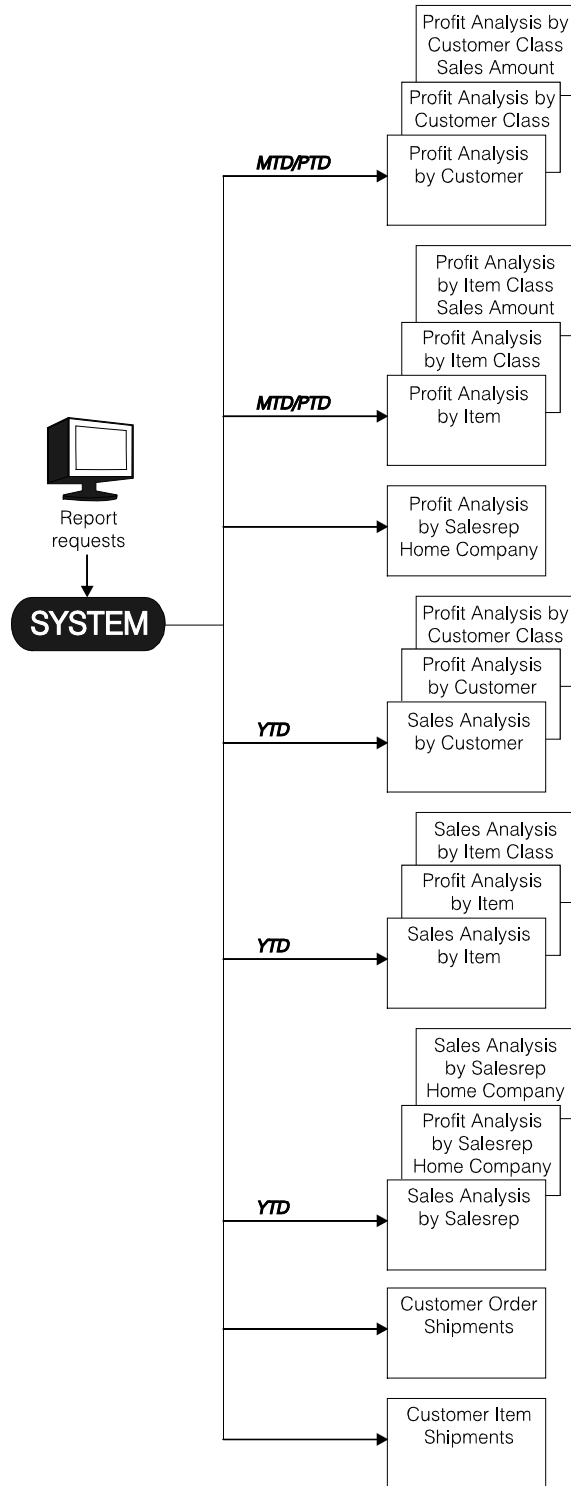 Profit Analysis by
Customer Class
Sales Amount
Profit Analysis by
Customer Class
MTD/PTD
Profit Analysis
by Customer
Profit Analysis
by Item Class
Sales Amount
Profit Analysis
by Item Class
MTD/PTD
Profit Analysis
by Item
Report
requests
Profit Analysis
by Salesrep
Home Company
SYSTEM
Profit Analysis by
Customer Class
Profit Analysis
by Customer
YTD
Sales Analysis
by Customer
Sales Analysis
by Item Class
Profit Analysis
by Item
YTD
Sales Analysis
by Item
Sales Analysis
by Salesrep
Home Company
Profit Analysis
by Salesrep
Home Company
YTD
Sales Analysis
by Salesrep
Customer Order
Shipments
Customer Item
Shipments